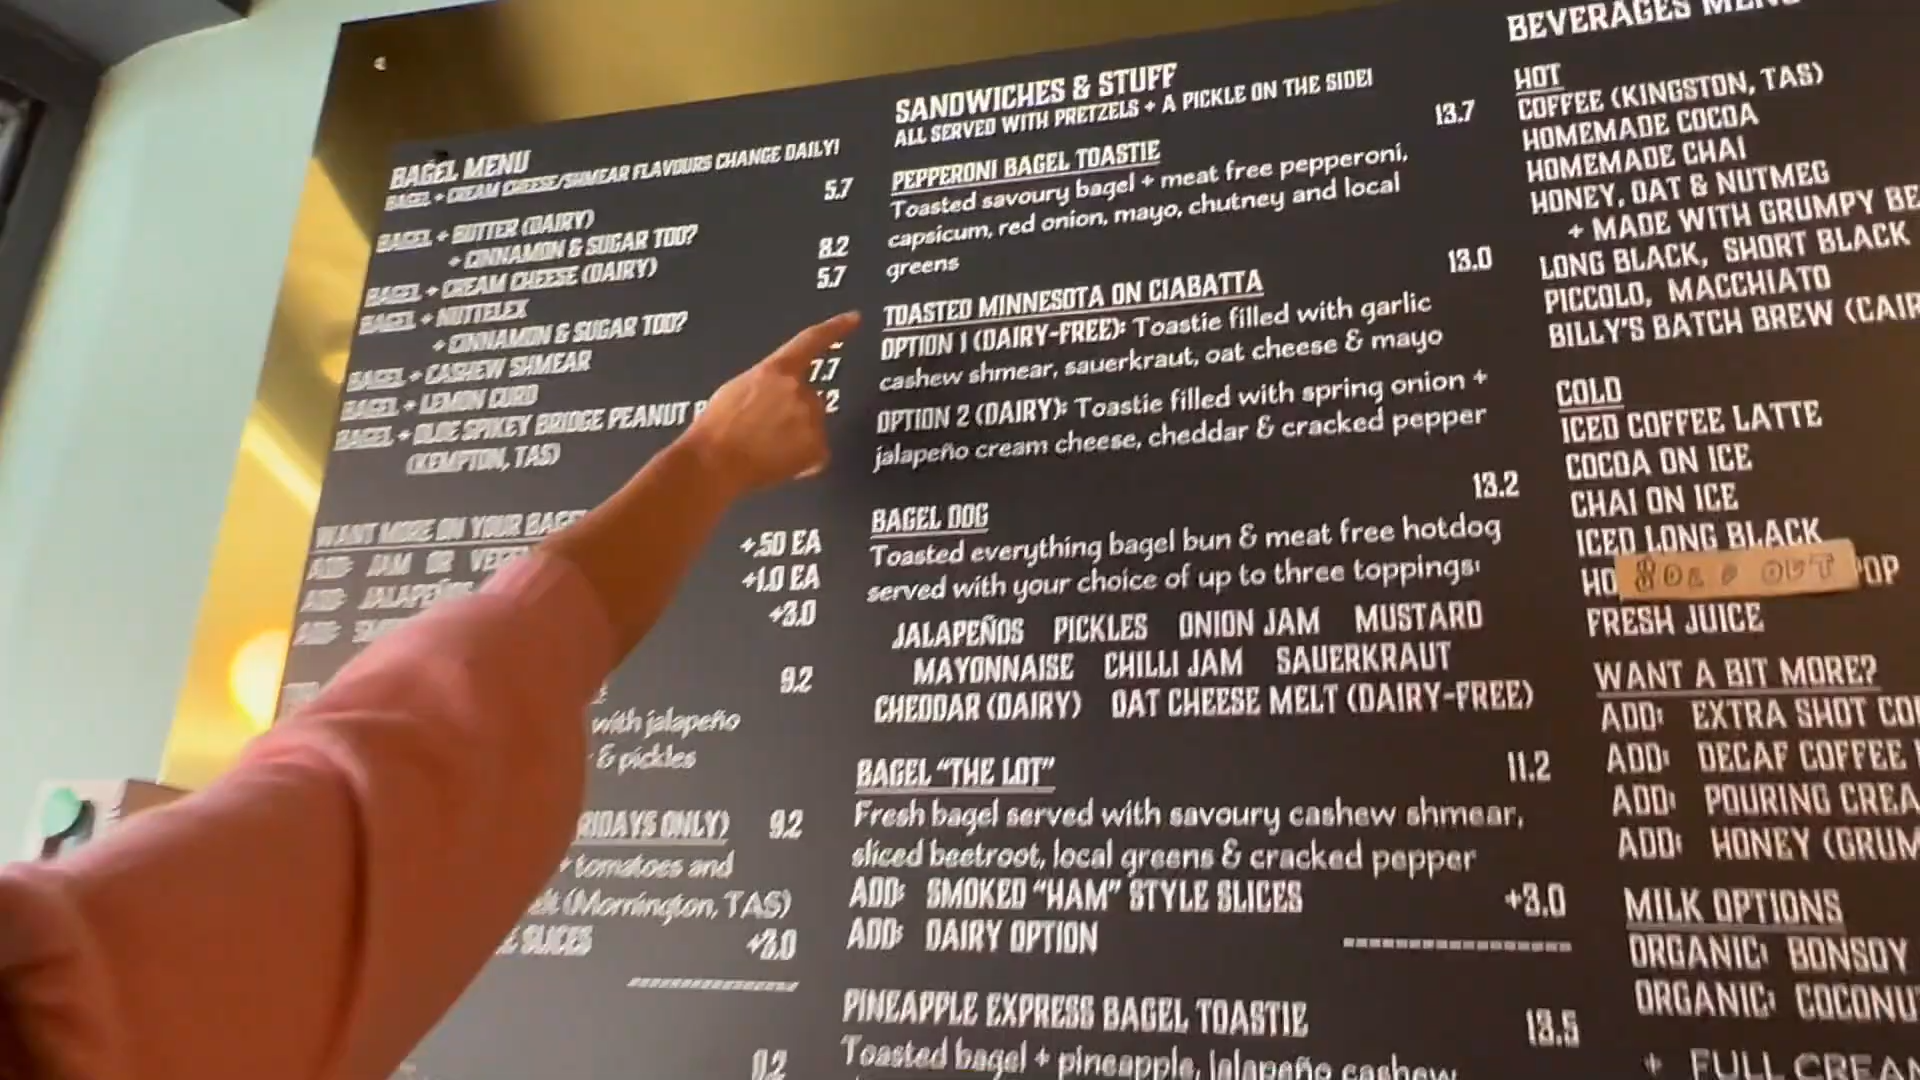 BAGEL MENU
BAGEL + CREAM CHEESE/SHMEAR FLAVOURS CHANGE DAILY!
5.7
BAGEL + BUTTER (DAIRY)
+ CINNAMON & SUGAR TOO?
8.2
BAGEL + CREAM CHEESE (DAIRY)
5.7
BAGEL + NUTTELEX
+ CINNAMON & SUGAR TOO?
BAGEL + CASHEW SHMEAR
7.7
BAGEL + LEMON CURD
BAGEL + OLDE SPIKEY BRIDGE PEANUT
(KEMPTON, TAS)
WANT MORE ON YOUR BAGEL
ADD: JAM OR
+.50 EA
ADD: JALAPEÑOS
+1.0 EA
ADD:
+3.0
9.2
with jalapeño
& pickles
ONLY) 9.2
+ tomatoes and
(Mornington, TAS)
SLICES +3.0
SANDWICHES & STUFF
ALL SERVED WITH PRETZELS + A PICKLE ON THE SIDE!
PEPPERONI BAGEL TOASTIE 13.7
Toasted savoury bagel + meat free pepperoni,
capsicum, red onion, mayo, chutney and local
greens
TOASTED MINNESOTA ON CIABATTA 13.0
OPTION 1 (DAIRY-FREE): Toastie filled with garlic
cashew shmear, sauerkraut, oat cheese & mayo
OPTION 2 (DAIRY): Toastie filled with spring onion +
jalapeño cream cheese, cheddar & cracked pepper
BAGEL DOG 13.2
Toasted everything bagel bun & meat free hotdog
served with your choice of up to three toppings:
JALAPEÑOS PICKLES ONION JAM MUSTARD
MAYONNAISE CHILLI JAM SAUERKRAUT
CHEDDAR (DAIRY) OAT CHEESE MELT (DAIRY-FREE)
BAGEL “THE LOT” 11.2
Fresh bagel served with savoury cashew shmear,
sliced beetroot, local greens & cracked pepper
ADD: SMOKED “HAM” STYLE SLICES +3.0
ADD: DAIRY OPTION
PINEAPPLE EXPRESS BAGEL TOASTIE 13.5
Toasted bagel + pineapple, jalapeño cashew
BEVERAGES MENU
HOT
COFFEE (KINGSTON, TAS)
HOMEMADE COCOA
HOMEMADE CHAI
HONEY, OAT & NUTMEG
+ MADE WITH GRUMPY
LONG BLACK, SHORT BLACK
PICCOLO, MACCHIATO
BILLY'S BATCH BREW
COLD
ICED COFFEE LATTE
COCOA ON ICE
CHAI ON ICE
ICED LONG BLACK
SOLD OUT
FRESH JUICE
WANT A BIT MORE?
ADD: EXTRA SHOT
ADD: DECAF COFFEE
ADD: POURING
ADD: HONEY
MILK OPTIONS
ORGANIC: BONSOY
ORGANIC:
+ FULL